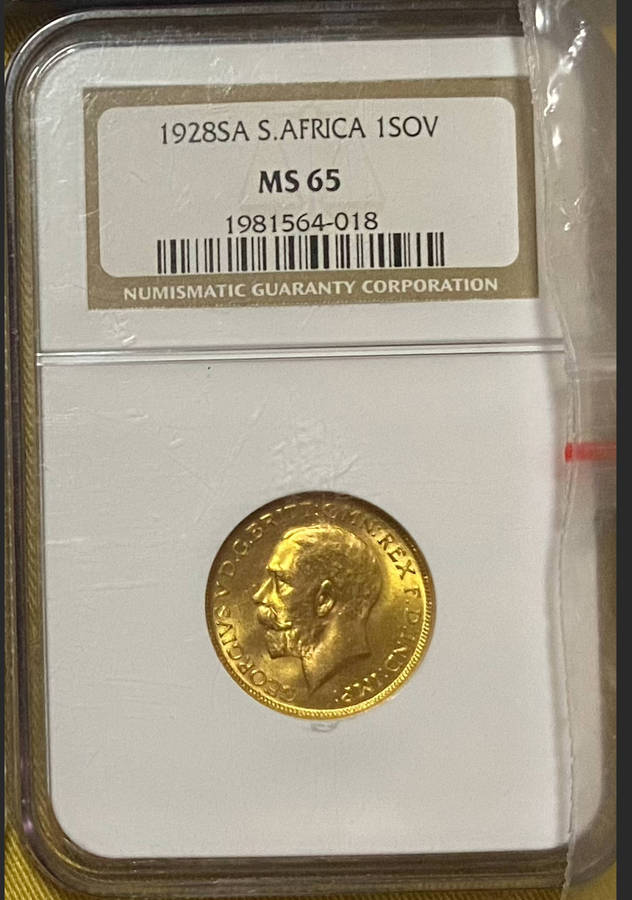 1928SA S.AFRICA 1SOV
MS 65
1981564-018
NUMISMATIC GUARANTY CORPORATION
GEORGIVS V D.G.BRITT:OMN:REX F.D.IND:IMP: